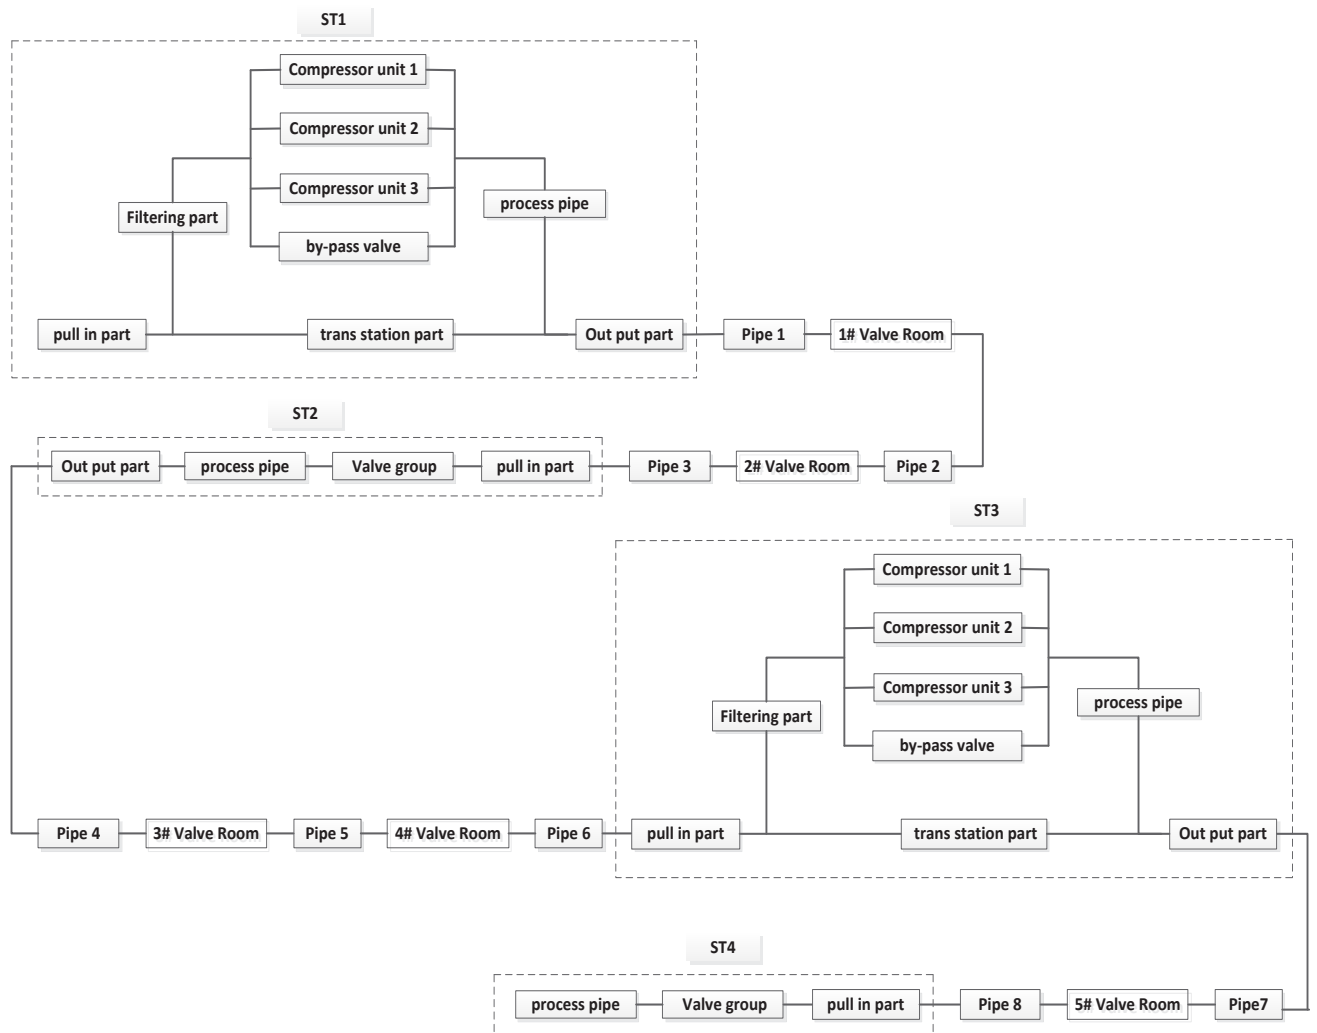 ST1
Compressor unit 1
Compressor unit 2
Compressor unit 3
process pipe
Filtering part
by-pass valve
pull in part
trans station part
Out put part
Pipe 1
1# Valve Room
ST2
Out put part
process pipe
Valve group
pull in part
Pipe 3
2# Valve Room
Pipe 2
ST3
Compressor unit 1
Compressor unit 2
Compressor unit 3
process pipe
Filtering part
by-pass valve
Pipe 4
3# Valve Room
Pipe 5
4# Valve Room
Pipe 6
pull in part
trans station part
Out put part
ST4
process pipe
Valve group
pull in part
Pipe 8
5# Valve Room
Pipe7